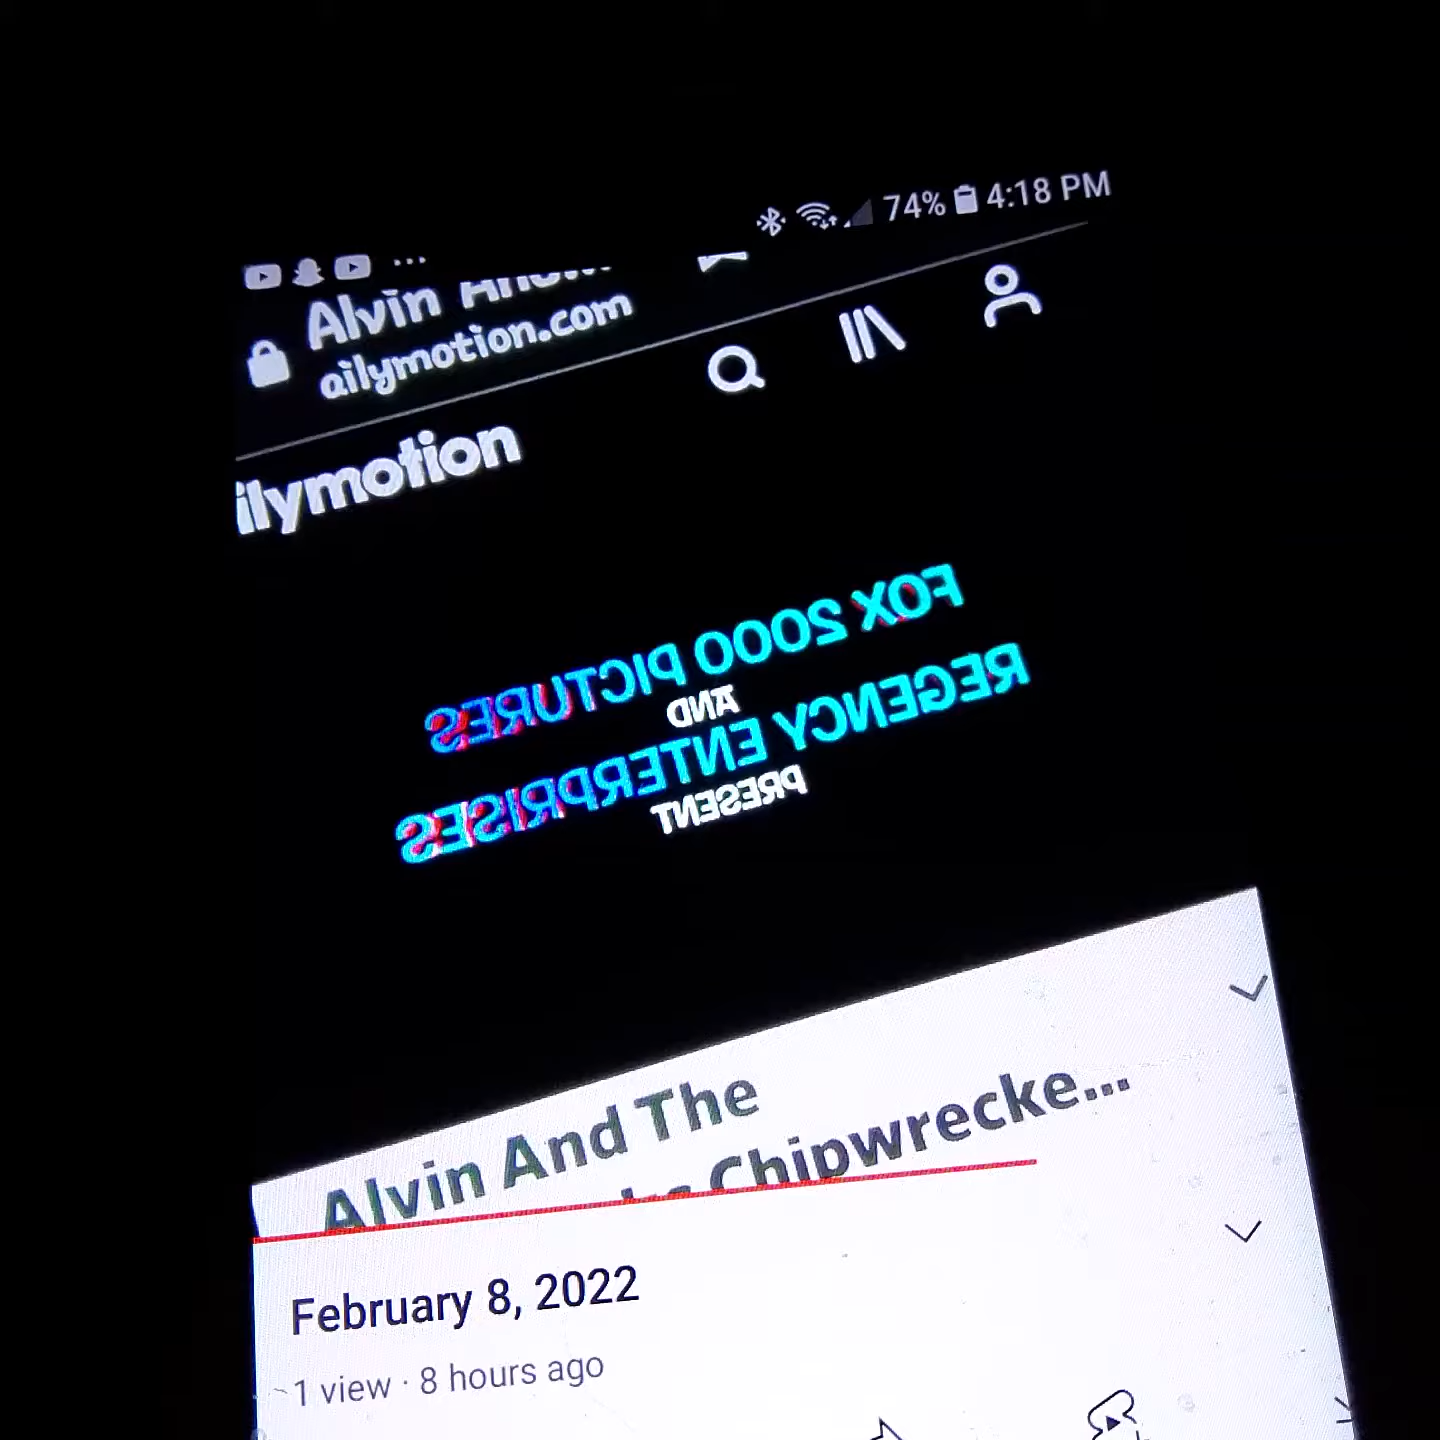 74% 4:18 PM
Alvin
ailymotion.com
ilymotion
FOX 2000 PICTURES
AND
REGENCY ENTERPRISES
PRESENT
Alvin And The
Chipwrecke...
February 8, 2022
1 view · 8 hours ago